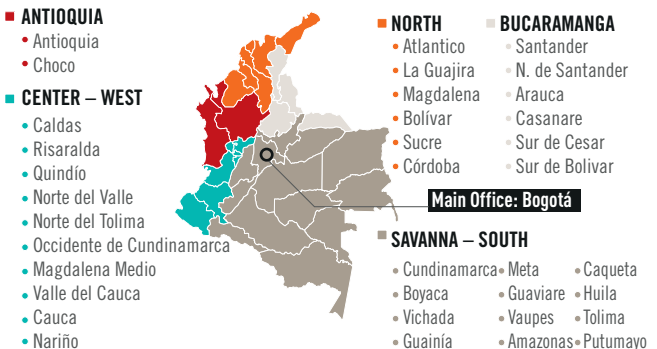 ANTIOQUIA
• Antioquia
• Choco
CENTER – WEST
• Caldas
• Risaralda
• Quindío
• Norte del Valle
• Norte del Tolima
• Occidente de Cundinamarca
• Magdalena Medio
• Valle del Cauca
• Cauca
• Nariño
NORTH
• Atlantico
• La Guajira
• Magdalena
• Bolívar
• Sucre
• Córdoba
BUCARAMANGA
• Santander
• N. de Santander
• Arauca
• Casanare
• Sur de Cesar
• Sur de Bolivar
Main Office: Bogotá
SAVANNA – SOUTH
• Cundinamarca
• Boyaca
• Vichada
• Guainía
• Meta
• Guaviare
• Vaupes
• Amazonas
• Caqueta
• Huila
• Tolima
• Putumayo